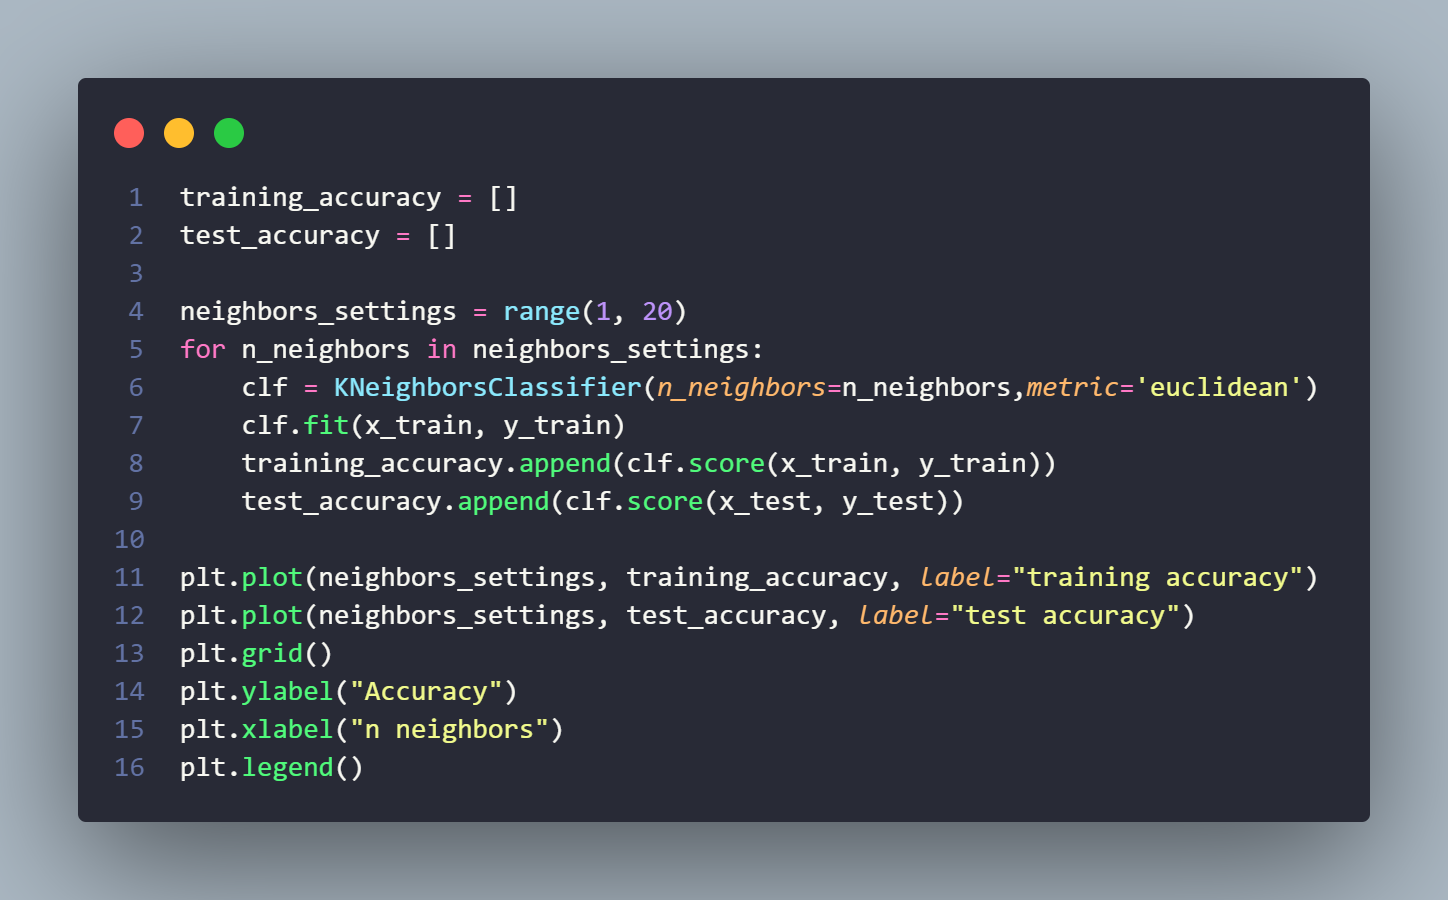 1 training_accuracy = []
2 test_accuracy = []
3
4 neighbors_settings = range(1, 20)
5 for n_neighbors in neighbors_settings:
6     clf = KNeighborsClassifier(n_neighbors=n_neighbors,metric='euclidean')
7     clf.fit(x_train, y_train)
8     training_accuracy.append(clf.score(x_train, y_train))
9     test_accuracy.append(clf.score(x_test, y_test))
10
11 plt.plot(neighbors_settings, training_accuracy, label="training accuracy")
12 plt.plot(neighbors_settings, test_accuracy, label="test accuracy")
13 plt.grid()
14 plt.ylabel("Accuracy")
15 plt.xlabel("n neighbors")
16 plt.legend()